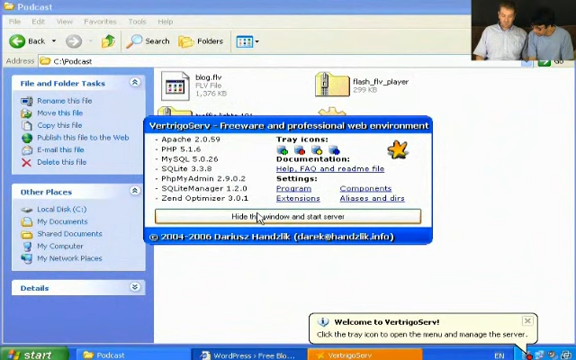 Podcast
File Edit View Favorites Tools Help
Back Search Folders
Address C:\Podcast Go
File and Folder Tasks
Rename this file
Move this file
Copy this file
Publish this file to the Web
E-mail this file
Delete this file
Other Places
Local Disk (C:)
My Documents
Shared Documents
My Computer
My Network Places
Details
blog.flv
FLV File
1,376 KB
flash_flv_player
299 KB
VertrigoServ - Freeware and professional web environment
- Apache 2.0.59
- PHP 5.1.6
- MySQL 5.0.26
- SQLite 3.3.8
- PhpMyAdmin 2.9.0.2
- SQLiteManager 1.2.0
- Zend Optimizer 3.0.1
Tray icons:
Documentation:
Help, FAQ and readme file
Settings:
Program Components
Extensions Aliases and dirs
Hide this window and start server
© 2004-2006 Dariusz Handzlik (darek@handzlik.info)
Welcome to VertrigoServ!
Click the tray icon to open the menu and manage the server.
start Podcast WordPress › Free Blo... VertrigoServ EN